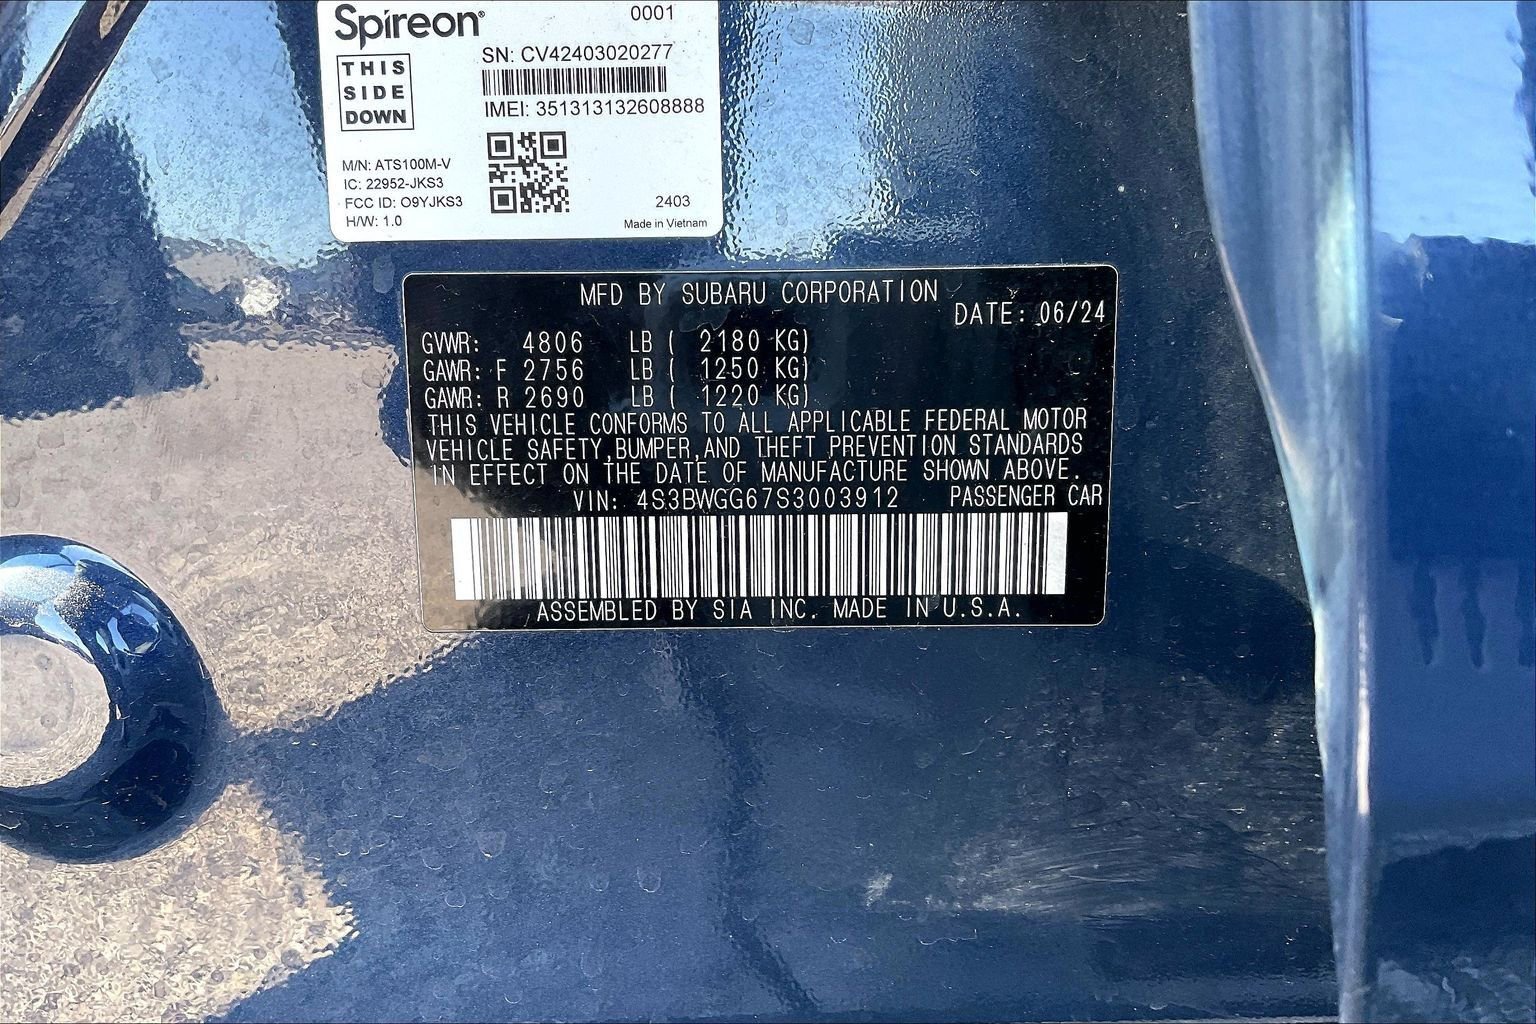 Spireon®
0001
THIS
SIDE
DOWN
SN: CV42403020277
IMEI: 351313132608888
M/N: ATS100M-V
IC: 22952-JKS3
FCC ID: O9YJKS3
H/W: 1.0
2403
Made in Vietnam
MFD BY SUBARU CORPORATION
DATE: 06/24
GVWR: 4806 LB ( 2180 KG)
GAWR: F 2756 LB ( 1250 KG)
GAWR: R 2690 LB ( 1220 KG)
THIS VEHICLE CONFORMS TO ALL APPLICABLE FEDERAL MOTOR
VEHICLE SAFETY,BUMPER,AND THEFT PREVENTION STANDARDS
IN EFFECT ON THE DATE OF MANUFACTURE SHOWN ABOVE.
VIN: 4S3BWGG67S3003912 PASSENGER CAR
ASSEMBLED BY SIA INC. MADE IN U.S.A.